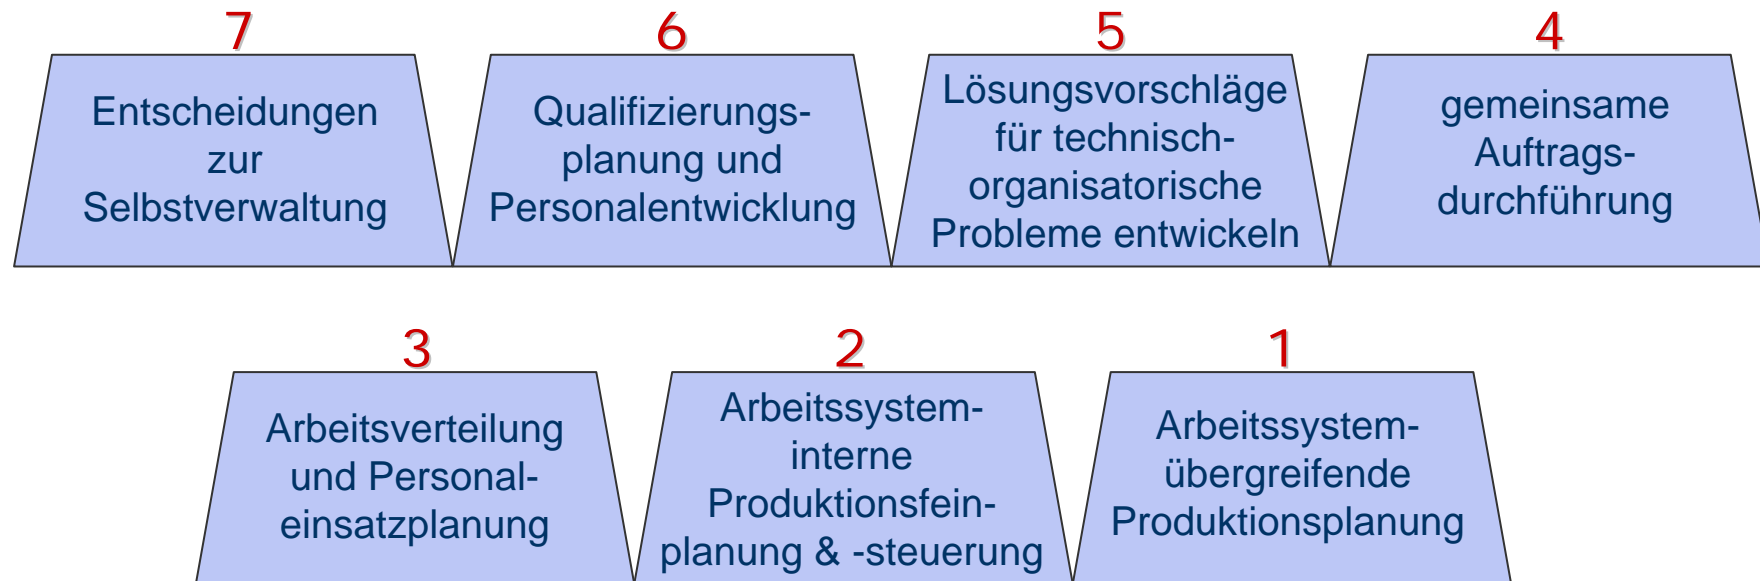 7
Entscheidungen
zur
Selbstverwaltung
6
Qualifizierungs-
planung und
Personalentwicklung
5
Lösungsvorschläge
für technisch-
organisatorische
Probleme entwickeln
4
gemeinsame
Auftrags-
durchführung
3
Arbeitsverteilung
und Personal-
einsatzplanung
2
Arbeitssystem-
interne
Produktionsfein-
planung & -steuerung
1
Arbeitssystem-
übergreifende
Produktionsplanung